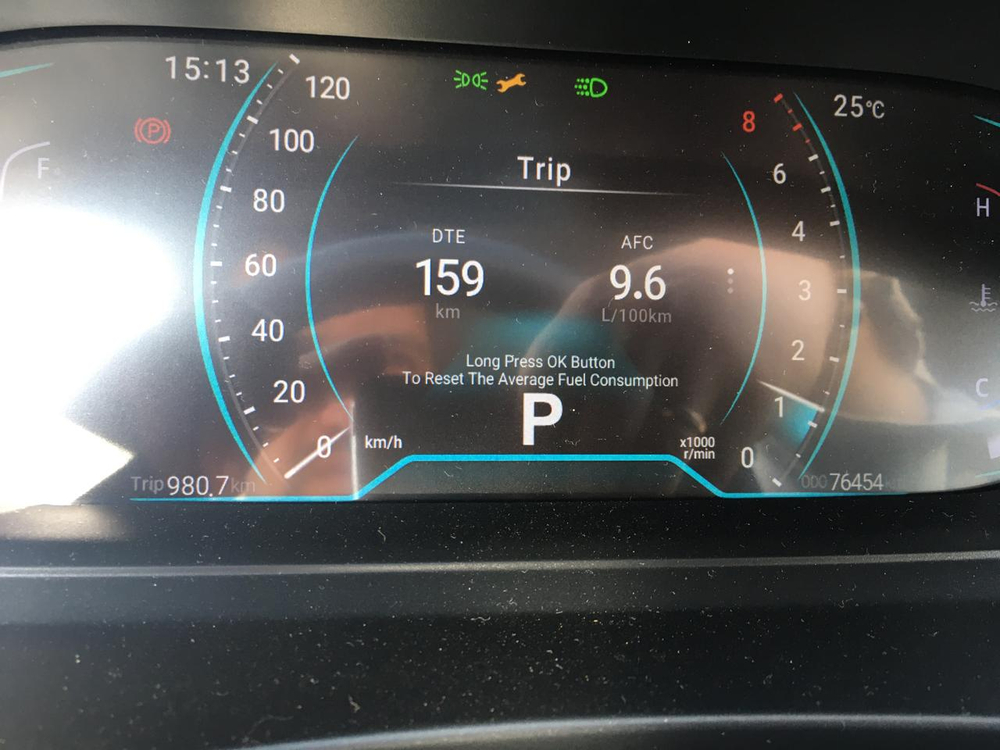 15:13
25°C
P
F
Trip
DTE
159
km
AFC
9.6
L/100km
Long Press OK Button
To Reset The Average Fuel Consumption
P
120
100
80
60
40
20
0
km/h
8
6
4
3
2
1
0
x1000
r/min
H
C
Trip 980.7 km
ODO 76454